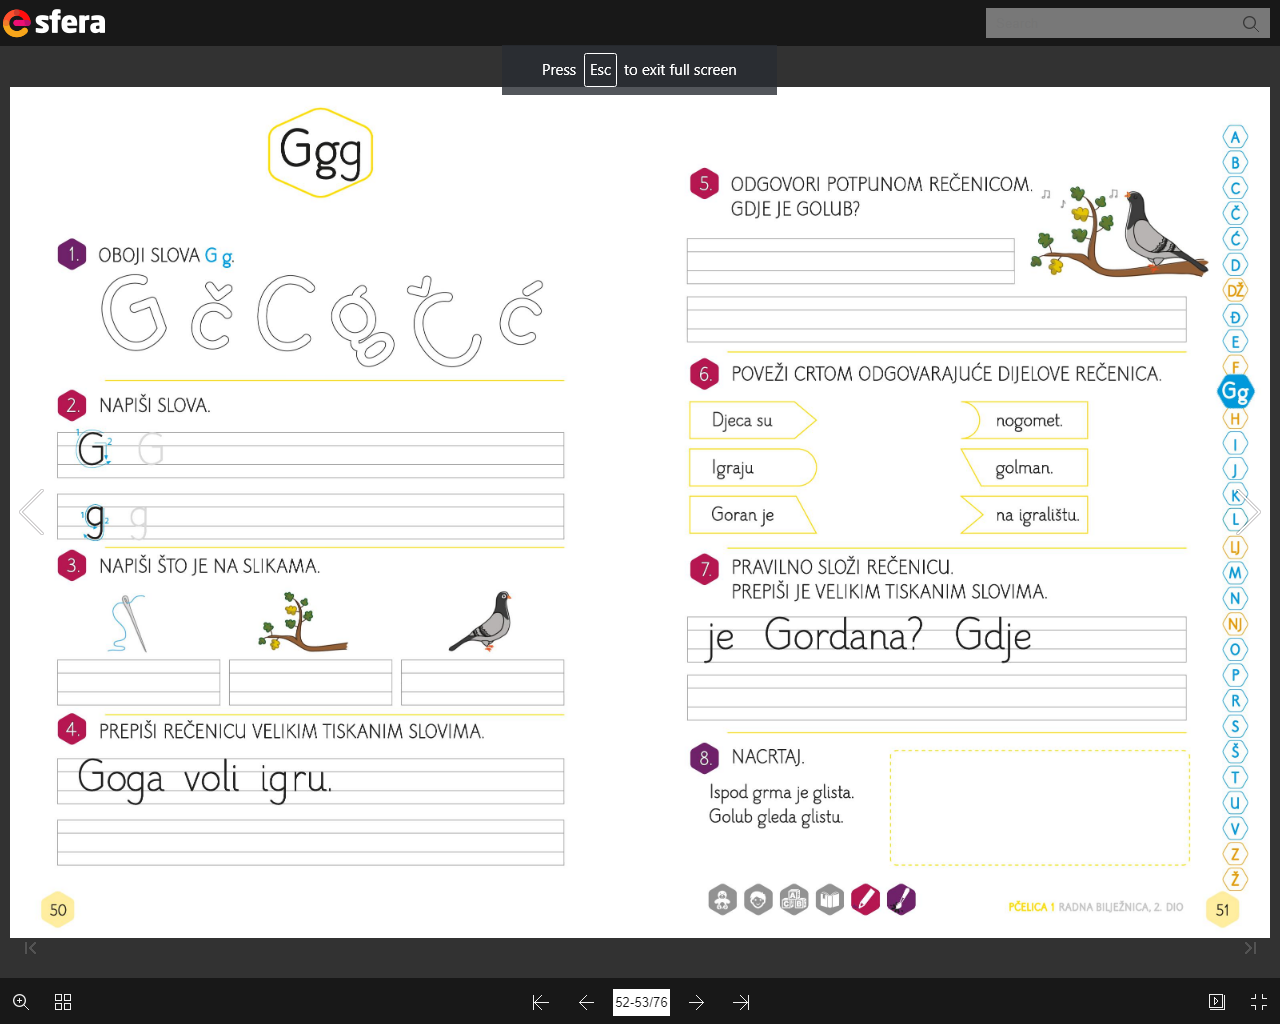 sfera
Press Esc to exit full screen
Ggg
1. OBOJI SLOVA G g.
G č C g Č ć
2. NAPIŠI SLOVA.
G G
1 2
g g
1 2
3. NAPIŠI ŠTO JE NA SLIKAMA.
4. PREPIŠI REČENICU VELIKIM TISKANIM SLOVIMA.
Goga voli igru.
50
5. ODGOVORI POTPUNOM REČENICOM.
GDJE JE GOLUB?
6. POVEŽI CRTOM ODGOVARAJUĆE DIJELOVE REČENICA.
Djeca su nogomet.
Igraju golman.
Goran je na igralištu.
7. PRAVILNO SLOŽI REČENICU.
PREPIŠI JE VELIKIM TISKANIM SLOVIMA.
je Gordana? Gdje
8. NACRTAJ.
Ispod grma je glista.
Golub gleda glistu.
PČELICA 1 RADNA BILJEŽNICA, 2. DIO
51
A
B
C
Č
Ć
D
DŽ
Đ
E
F
Gg
H
I
J
K
L
LJ
M
N
NJ
O
P
R
S
Š
T
U
V
Z
Ž
52-53/76